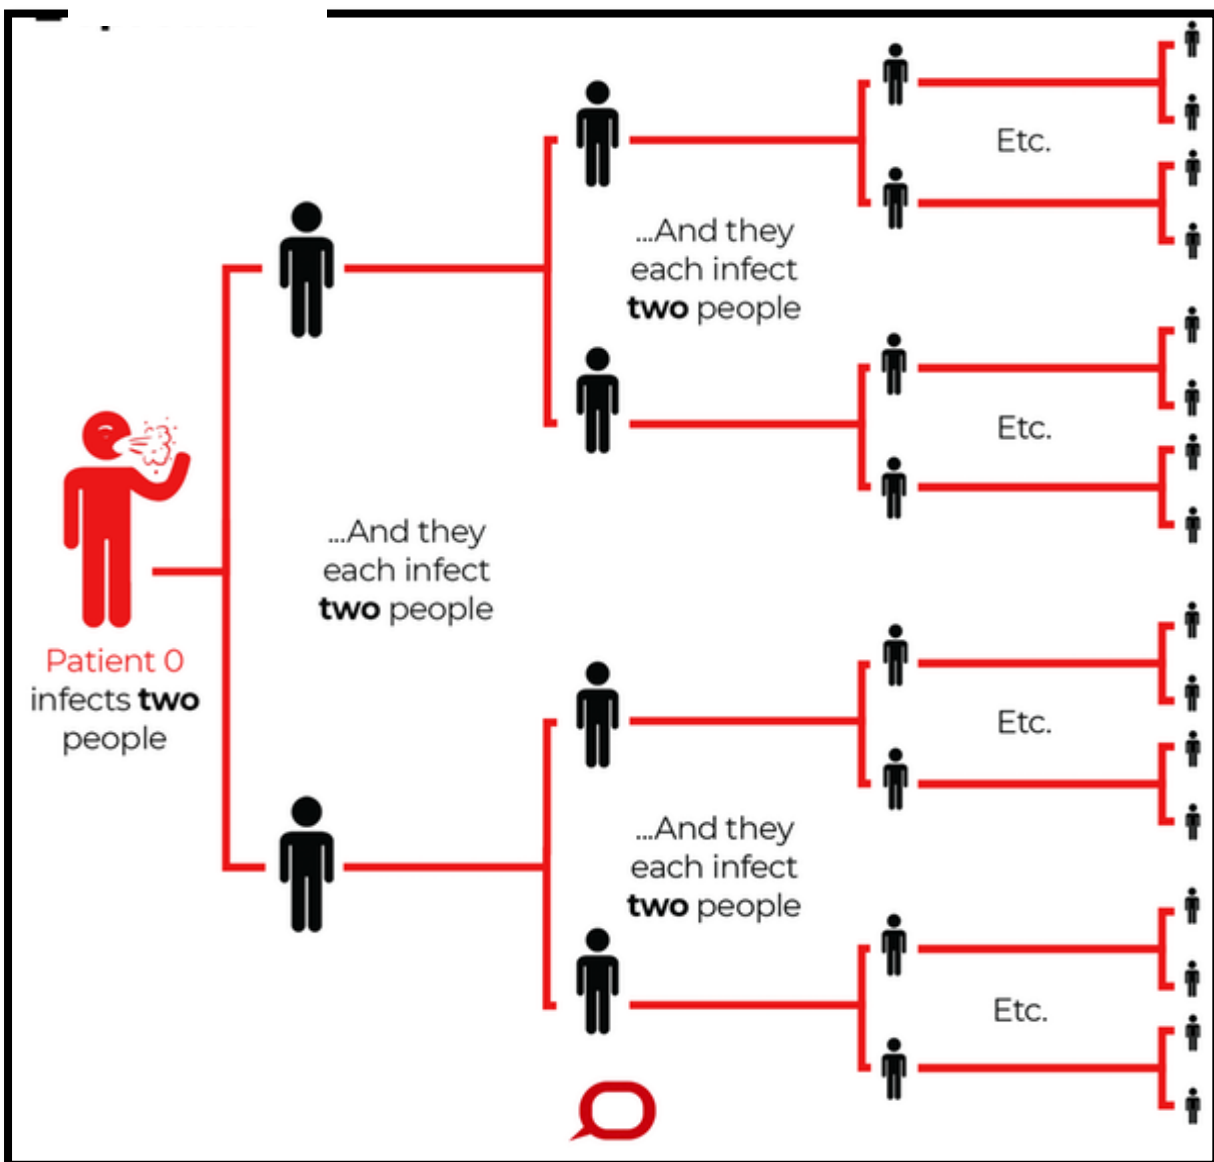 Patient 0
infects two
people
...And they
each infect
two people
...And they
each infect
two people
...And they
each infect
two people
Etc.
Etc.
Etc.
Etc.